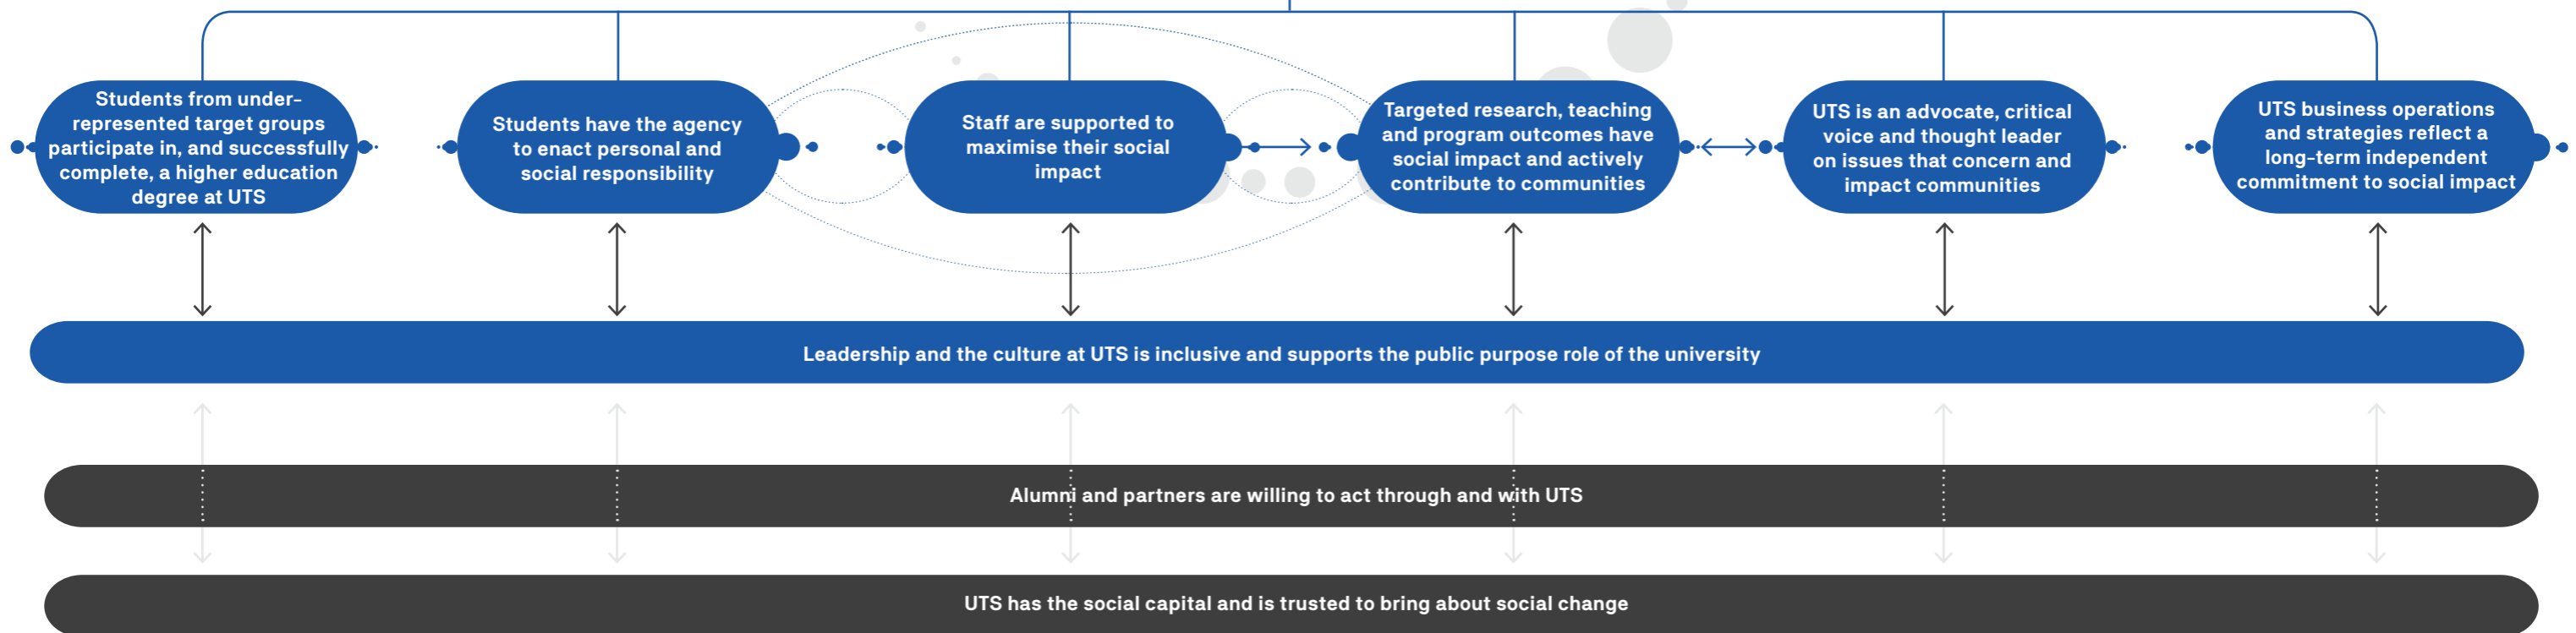 Students from under-
represented target groups
participate in, and successfully
complete, a higher education
degree at UTS
Students have the agency
to enact personal and
social responsibility
Staff are supported to
maximise their social
impact
Targeted research, teaching
and program outcomes have
social impact and actively
contribute to communities
UTS is an advocate, critical
voice and thought leader
on issues that concern and
impact communities
UTS business operations
and strategies reflect a
long-term independent
commitment to social impact
Leadership and the culture at UTS is inclusive and supports the public purpose role of the university
Alumni and partners are willing to act through and with UTS
UTS has the social capital and is trusted to bring about social change